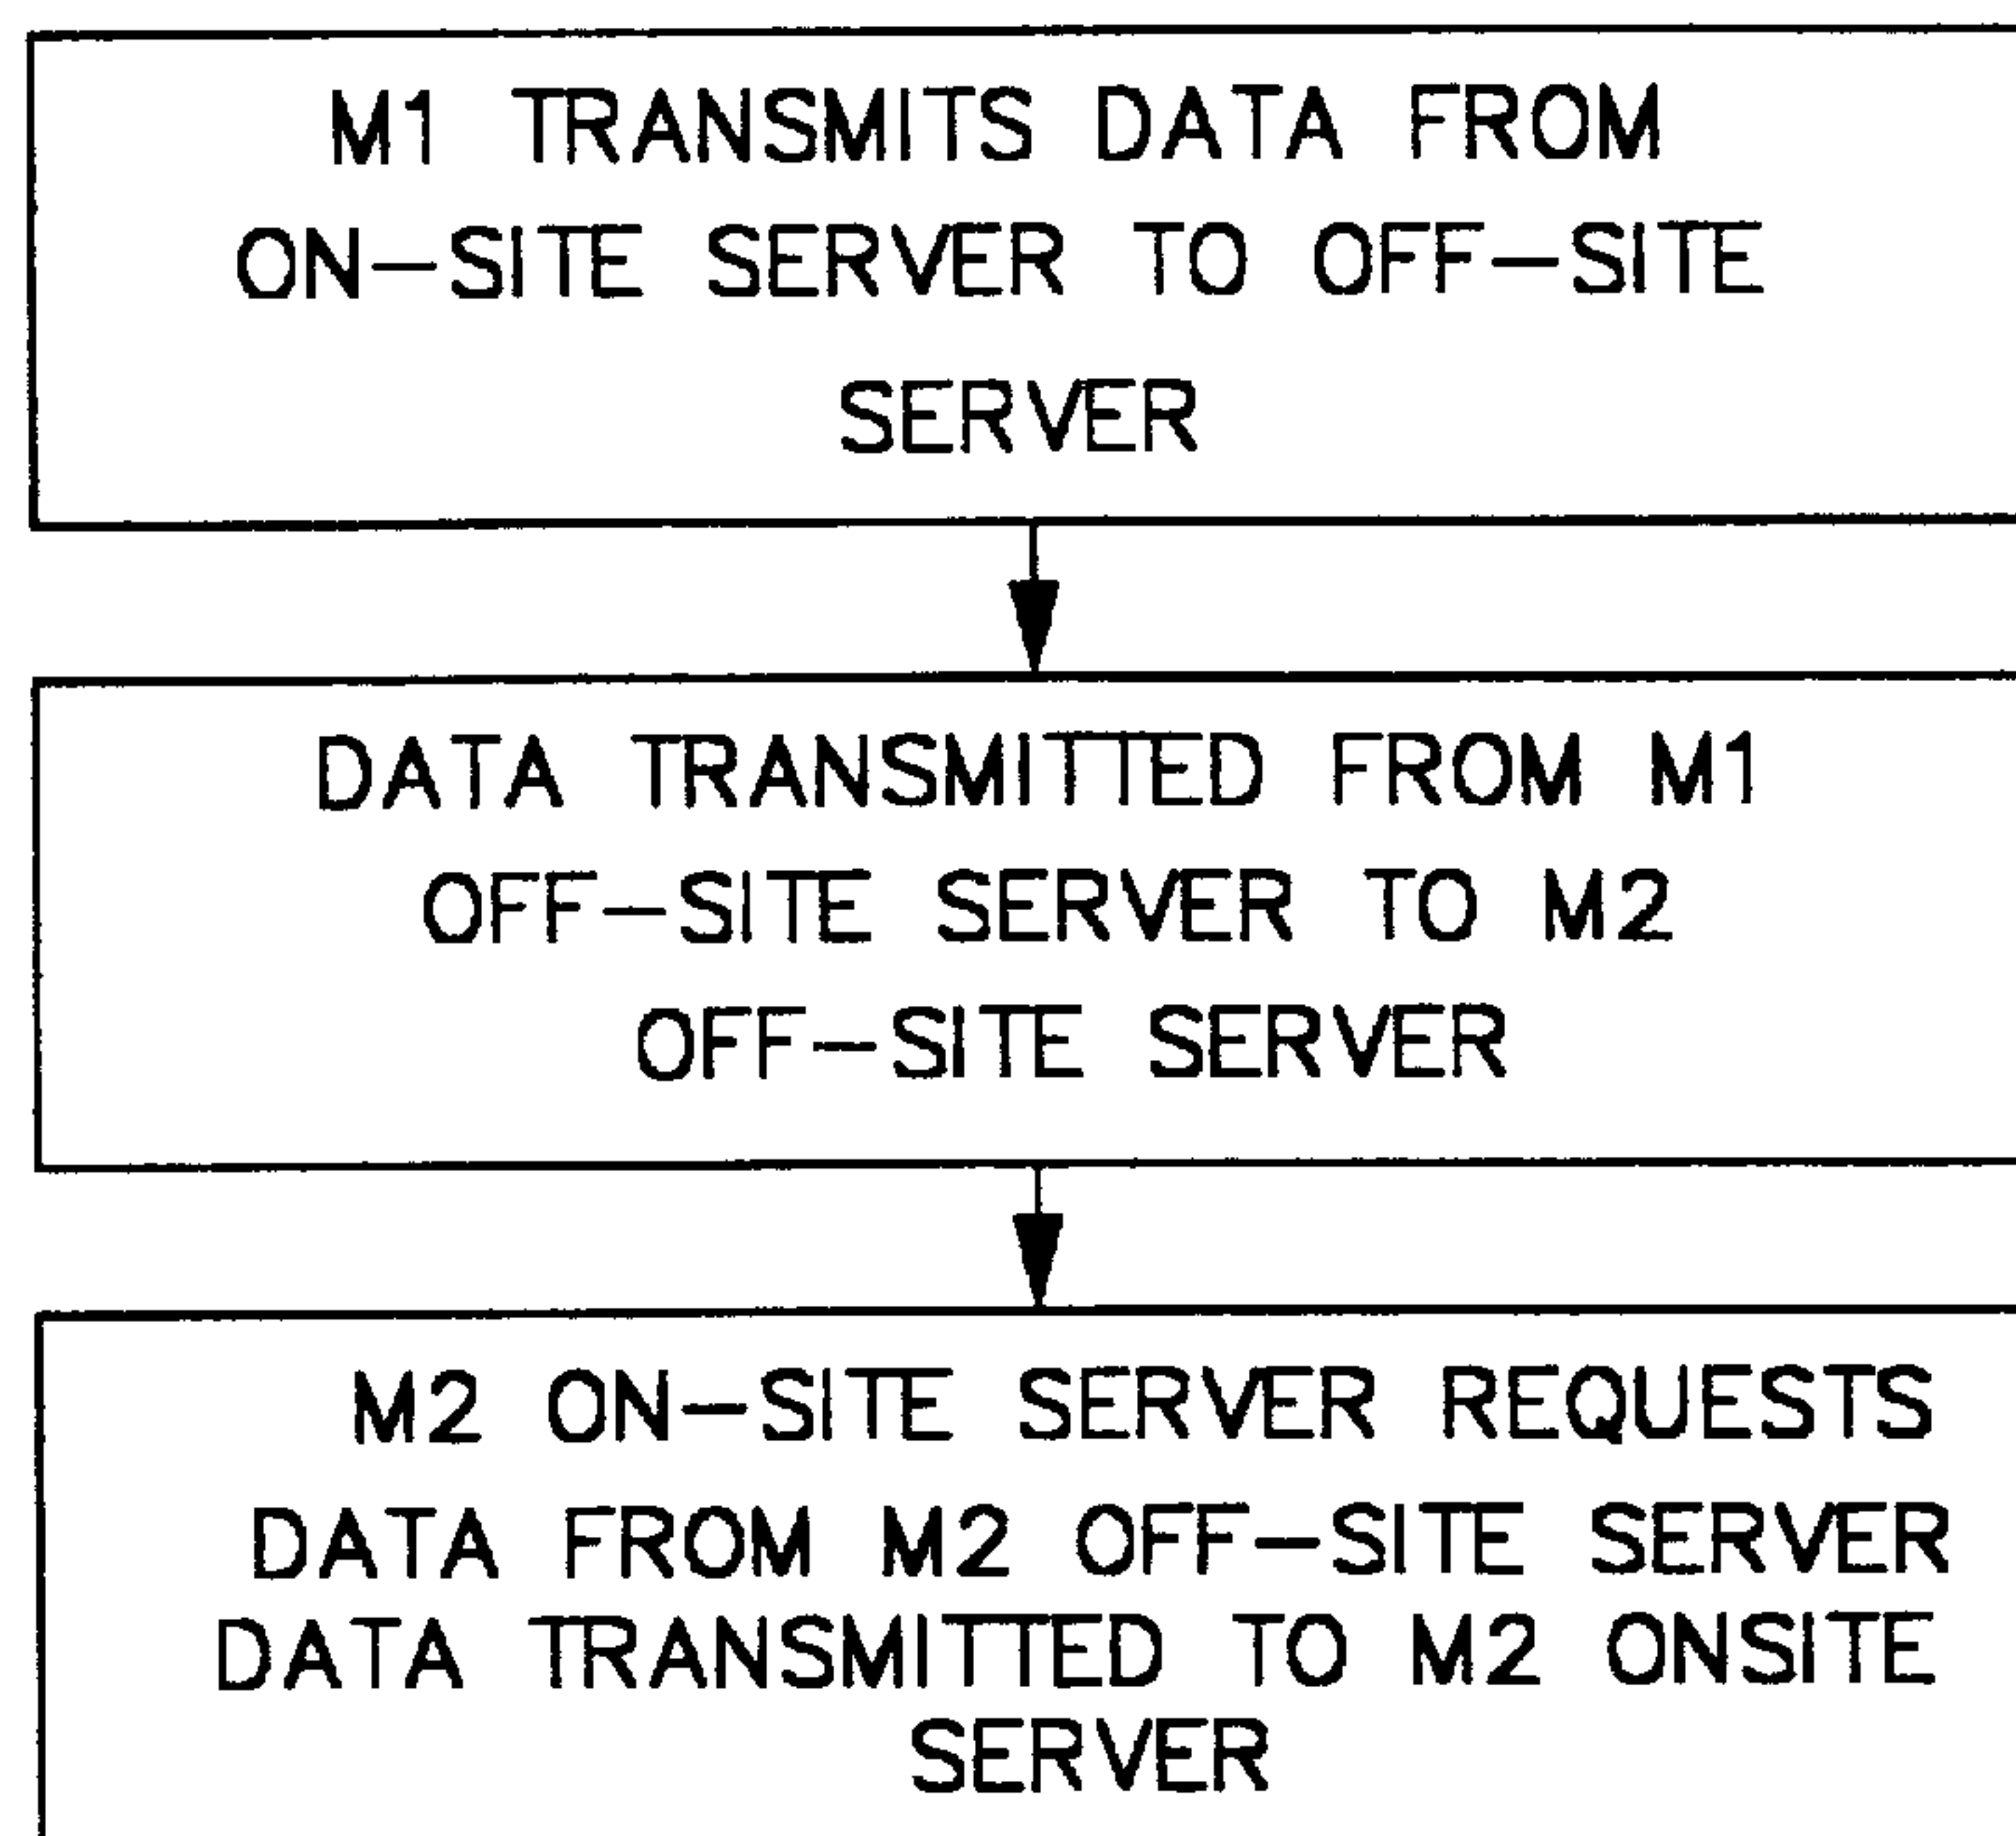 M1 TRANSMITS DATA FROM
ON-SITE SERVER TO OFF-SITE
SERVER
DATA TRANSMITTED FROM M1
OFF-SITE SERVER TO M2
OFF-SITE SERVER
M2 ON-SITE SERVER REQUESTS
DATA FROM M2 OFF-SITE SERVER
DATA TRANSMITTED TO M2 ONSITE
SERVER